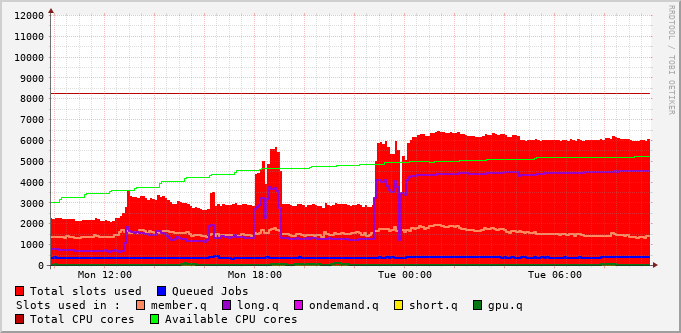 RRDTOOL / TOBI OETIKER
12000
11000
10000
9000
8000
7000
6000
5000
4000
3000
2000
1000
0
Mon 12:00 Mon 18:00 Tue 00:00 Tue 06:00
Total slots used Queued Jobs
Slots used in : member.q long.q ondemand.q short.q gpu.q
Total CPU cores Available CPU cores